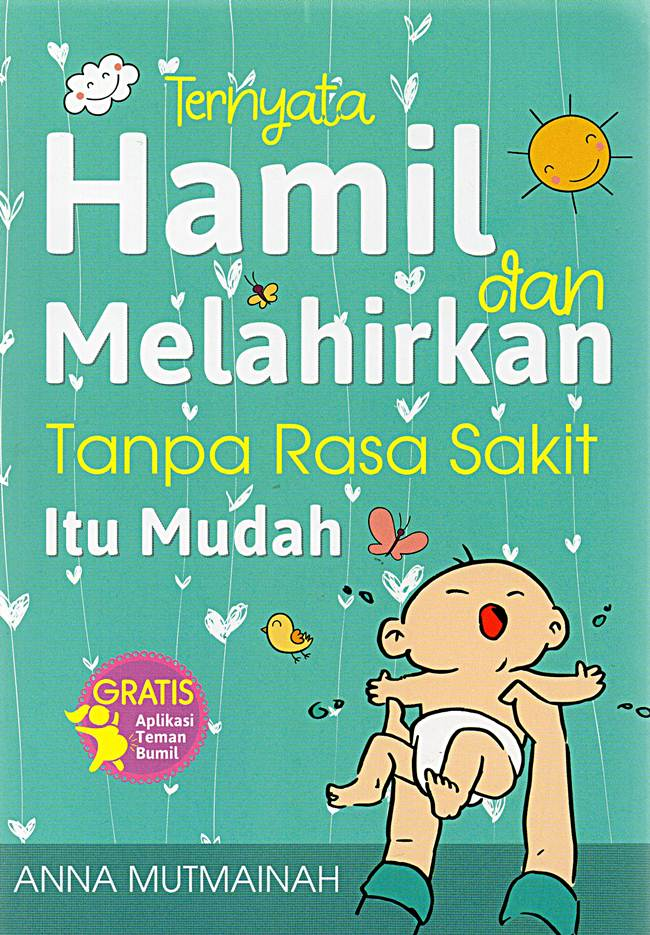 Ternyata
Hamil
dan
Melahirkan
Tanpa Rasa Sakit
Itu Mudah
GRATIS
Aplikasi
Teman
Bumil
ANNA MUTMAINAH